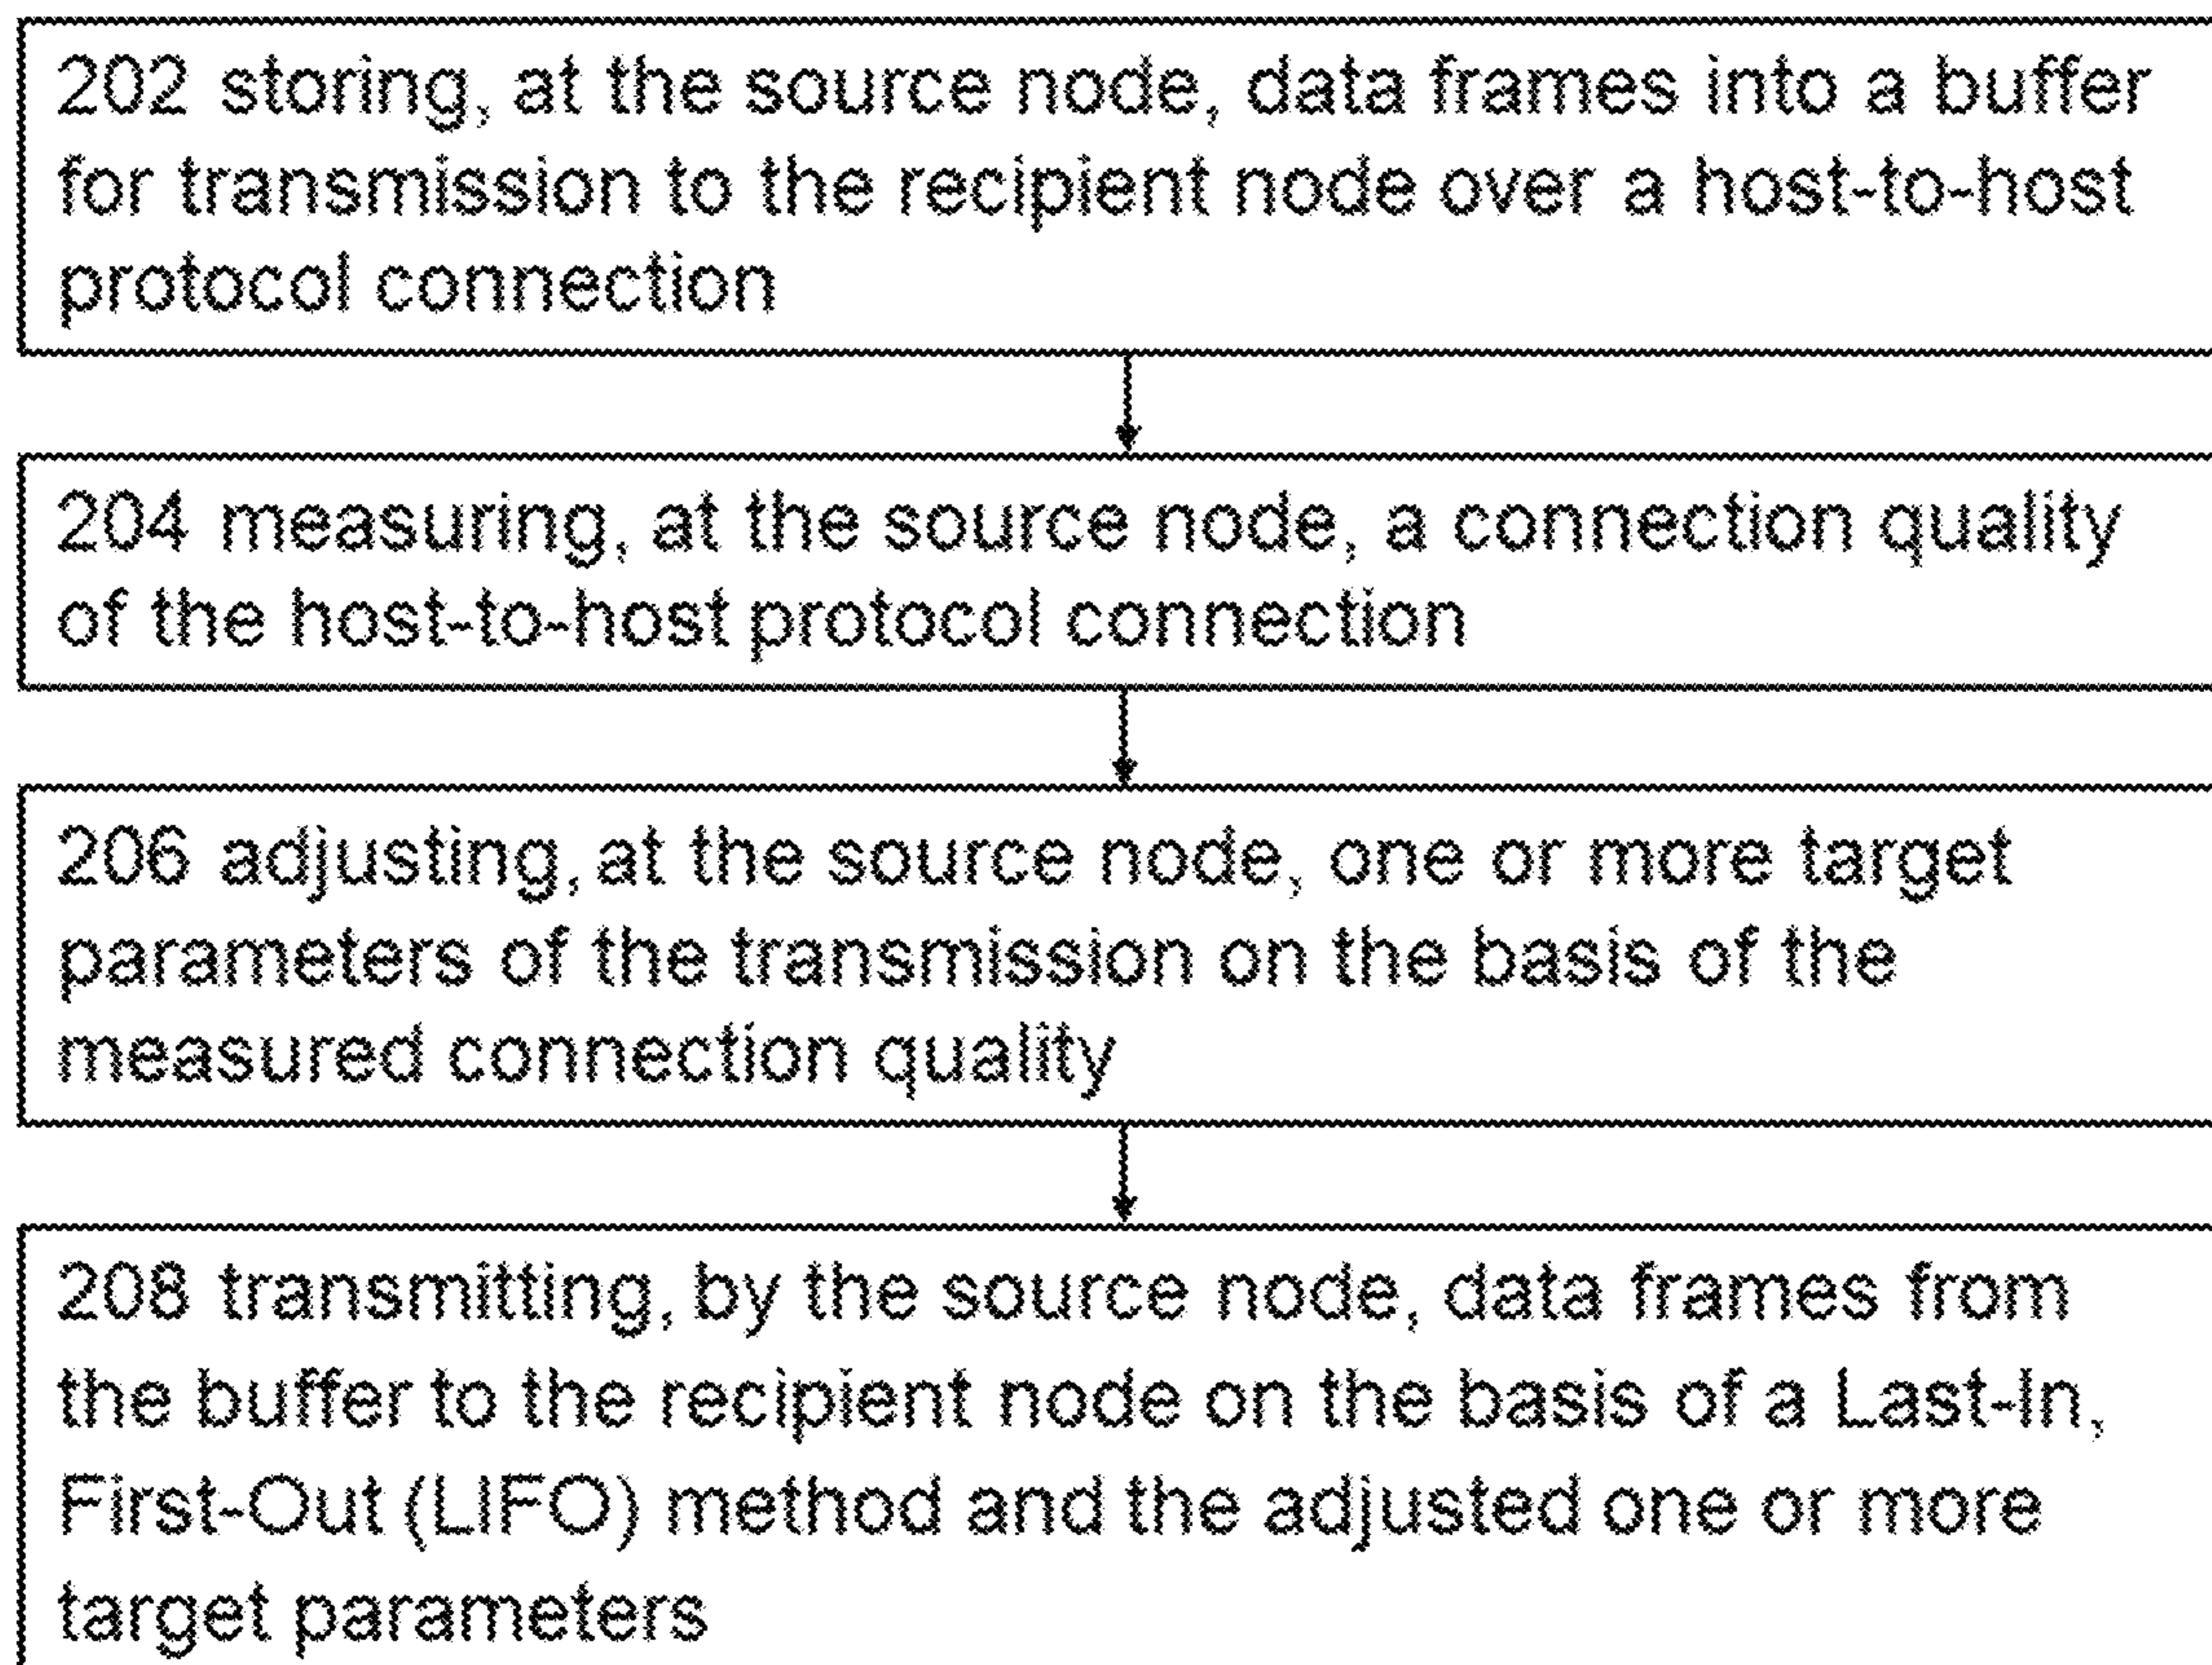 202 storing, at the source node, data frames into a buffer
for transmission to the recipient node over a host-to-host
protocol connection
204 measuring, at the source node, a connection quality
of the host-to-host protocol connection
206 adjusting, at the source node, one or more target
parameters of the transmission on the basis of the
measured connection quality
208 transmitting, by the source node, data frames from
the buffer to the recipient node on the basis of a Last-In,
First-Out (LIFO) method and the adjusted one or more
target parameters